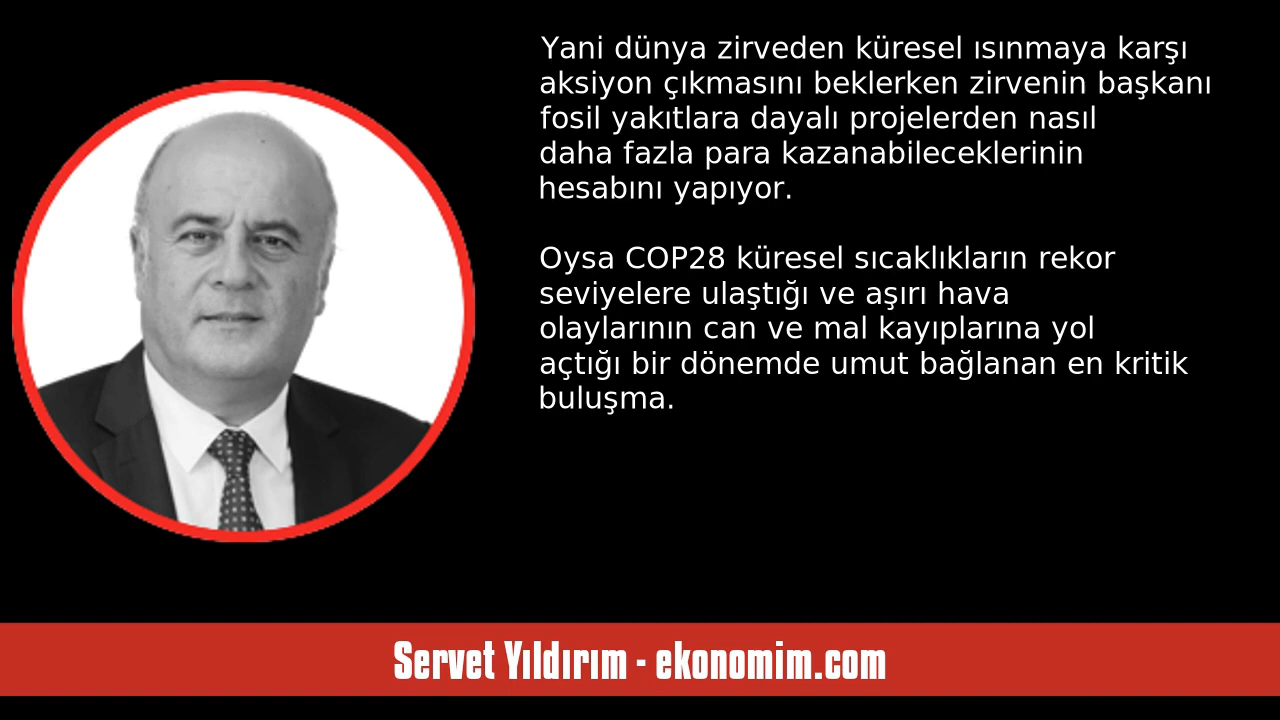 Yani dünya zirveden küresel ısınmaya karşı
aksiyon çıkmasını beklerken zirvenin başkanı
fosil yakıtlara dayalı projelerden nasıl
daha fazla para kazanabileceklerinin
hesabını yapıyor.
Oysa COP28 küresel sıcaklıkların rekor
seviyelere ulaştığı ve aşırı hava
olaylarının can ve mal kayıplarına yol
açtığı bir dönemde umut bağlanan en kritik
buluşma.
Servet Yıldırım - ekonomim.com